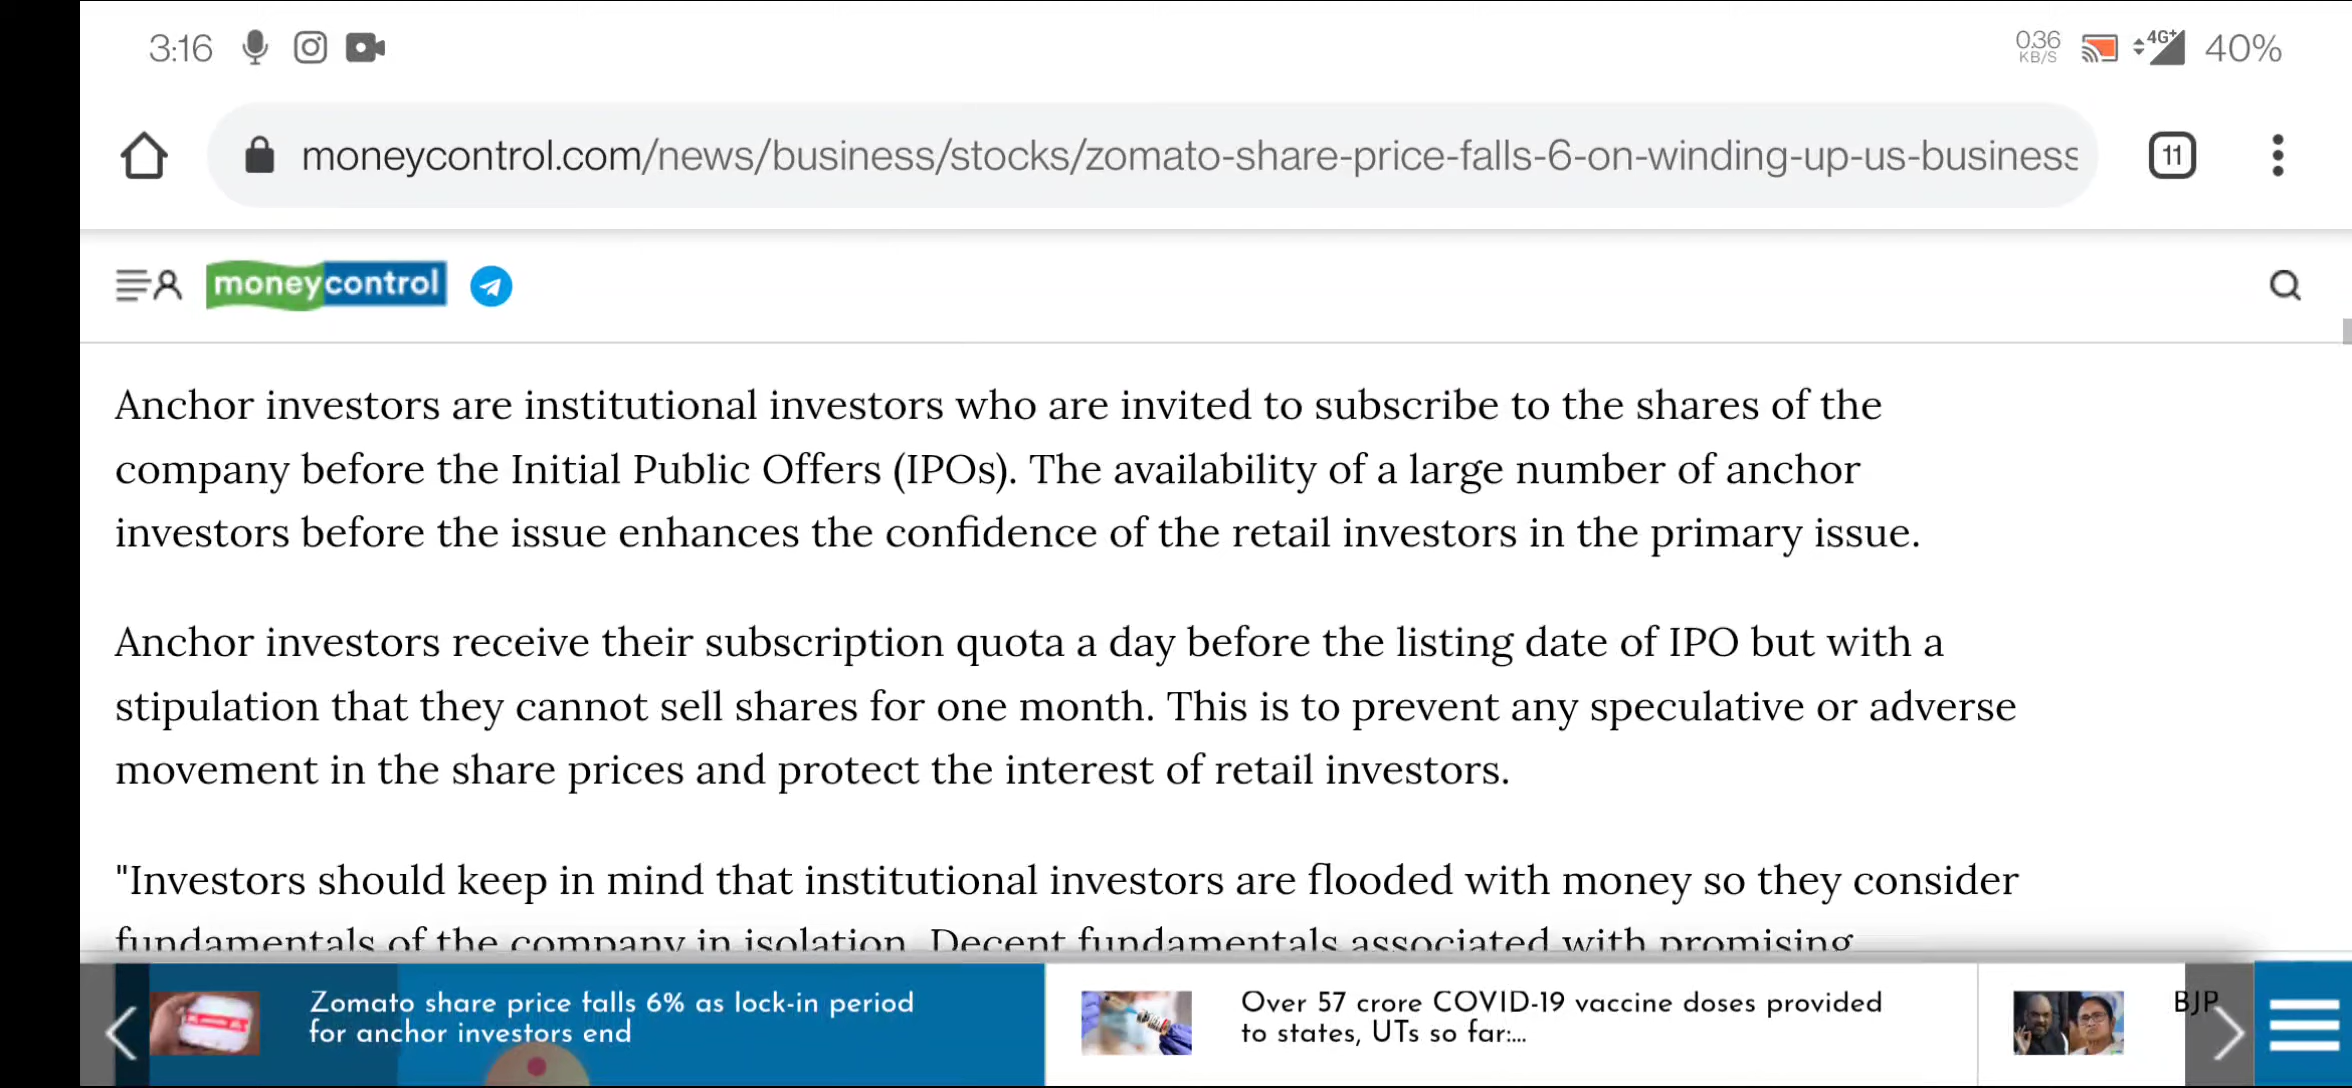 3:16
0.36
KB/S
4G+
40%
moneycontrol.com/news/business/stocks/zomato-share-price-falls-6-on-winding-up-us-business
11
moneycontrol
Anchor investors are institutional investors who are invited to subscribe to the shares of the
company before the Initial Public Offers (IPOs). The availability of a large number of anchor
investors before the issue enhances the confidence of the retail investors in the primary issue.
Anchor investors receive their subscription quota a day before the listing date of IPO but with a
stipulation that they cannot sell shares for one month. This is to prevent any speculative or adverse
movement in the share prices and protect the interest of retail investors.
"Investors should keep in mind that institutional investors are flooded with money so they consider
fundamentals of the company in isolation. Decent fundamentals associated with promising
Zomato share price falls 6% as lock-in period
for anchor investors end
Over 57 crore COVID-19 vaccine doses provided
to states, UTs so far:...
BJP